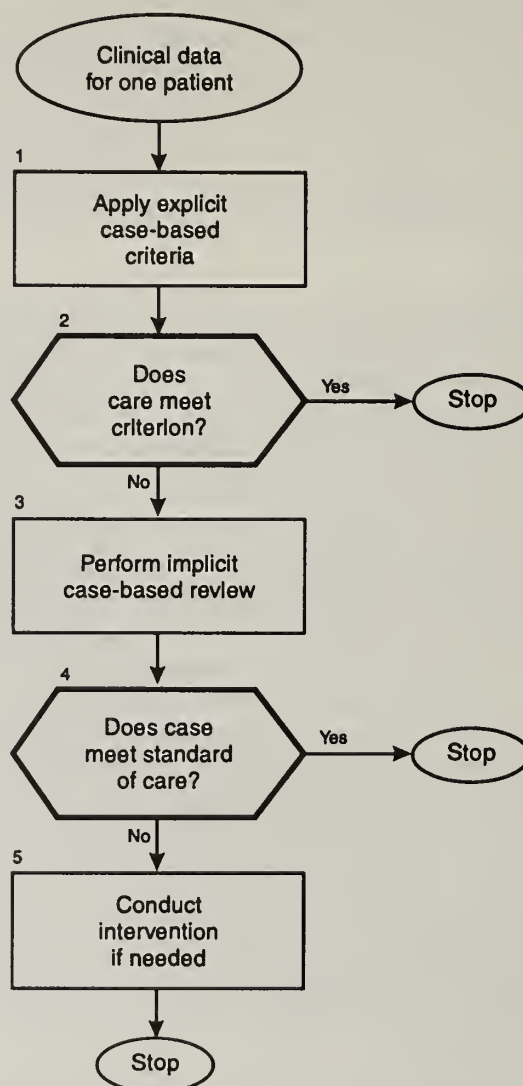 Clinical data
for one patient
1
Apply explicit
case-based
criteria
2
Does
care meet
criterion?
Yes
Stop
No
3
Perform implicit
case-based review
4
Does case
meet standard
of care?
Yes
Stop
No
5
Conduct
intervention
if needed
Stop